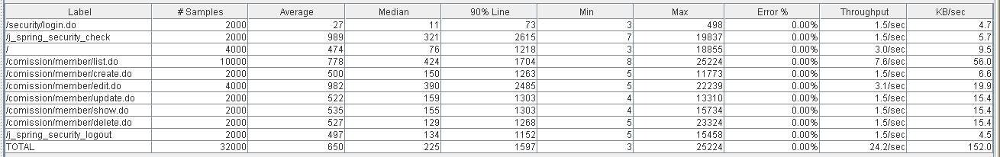 Label # Samples Average Median 90% Line Min Max Error % Throughput KB/sec
/security/login.do 2000 27 11 73 3 498 0.00% 1.5/sec 4.7
/j_spring_security_check 2000 989 321 2615 7 19837 0.00% 1.5/sec 5.7
/ 4000 474 76 1218 3 18855 0.00% 3.0/sec 9.5
/comission/member/list.do 10000 778 424 1704 8 25224 0.00% 7.6/sec 56.0
/comission/member/create.do 2000 500 150 1263 5 11773 0.00% 1.5/sec 6.6
/comission/member/edit.do 4000 982 390 2485 5 22239 0.00% 3.1/sec 19.9
/comission/member/update.do 2000 522 159 1303 4 13310 0.00% 1.5/sec 15.4
/comission/member/show.do 2000 535 155 1303 4 15734 0.00% 1.5/sec 15.4
/comission/member/delete.do 2000 527 129 1268 5 23324 0.00% 1.5/sec 15.4
/j_spring_security_logout 2000 497 134 1152 5 15458 0.00% 1.5/sec 4.5
TOTAL 32000 650 225 1597 3 25224 0.00% 24.2/sec 152.0